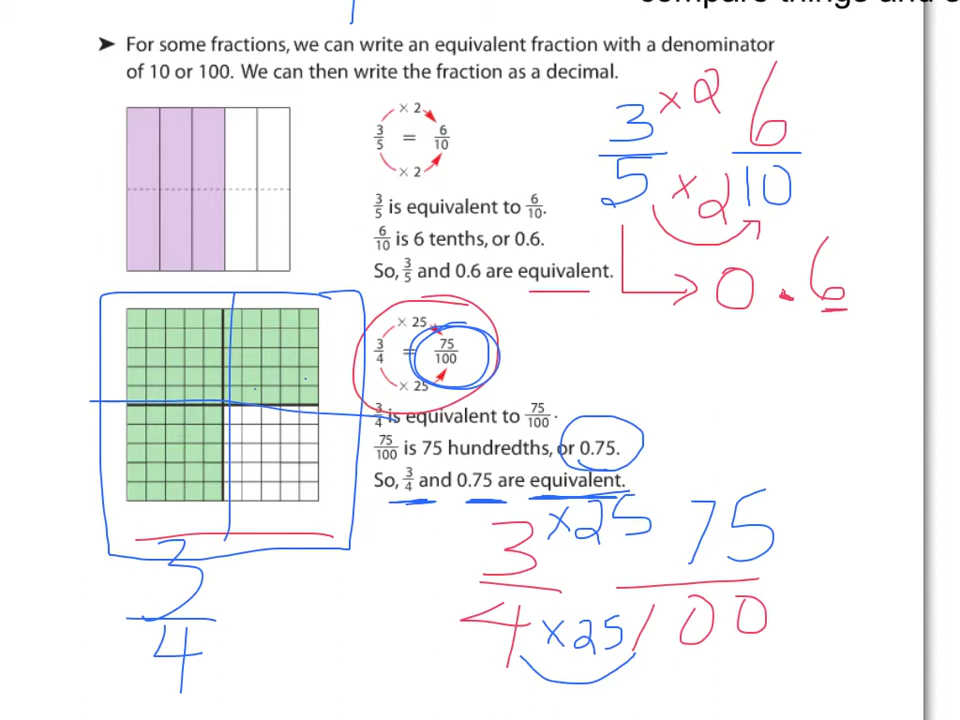 compare things and
➤ For some fractions, we can write an equivalent fraction with a denominator
of 10 or 100. We can then write the fraction as a decimal.
× 2
3/5 = 6/10
× 2
3/5 is equivalent to 6/10.
6/10 is 6 tenths, or 0.6.
So, 3/5 and 0.6 are equivalent.
3/5 ×2 ×2 6/10
0.6
× 25
3/4 = 75/100
× 25
3/4 is equivalent to 75/100.
75/100 is 75 hundredths, or 0.75.
So, 3/4 and 0.75 are equivalent.
3/4
3/4 ×25 ×25 75/100